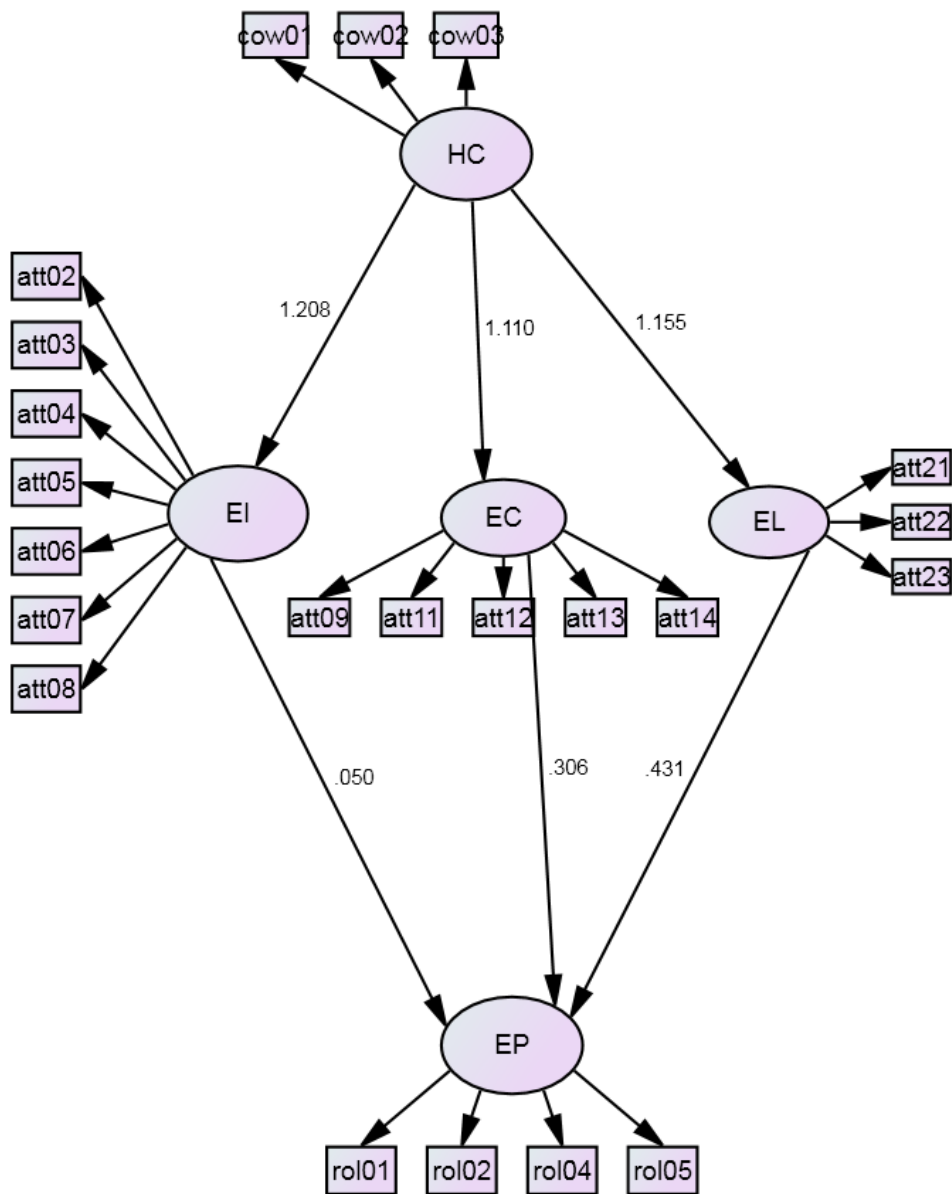 cow01 cow02 cow03
HC
att02
1.208
1.110
1.155
att03
att04
att05
att06
att07
att08
EI
EC
EL
att21
att22
att23
att09 att11 att12 att13 att14
.050
.306
.431
EP
rol01 rol02 rol04 rol05